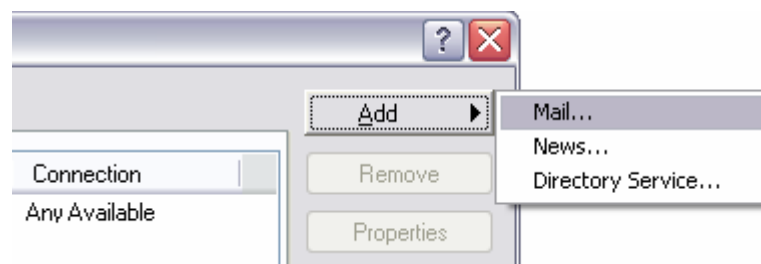 ?
Add
Mail...
News...
Directory Service...
Connection
Remove
Any Available
Properties